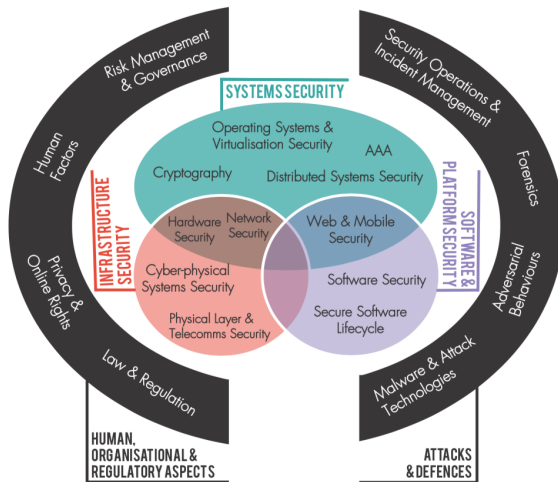 Risk Management
& Governance
Human
Factors
Privacy &
Online Rights
Law & Regulation
HUMAN,
ORGANISATIONAL &
REGULATORY ASPECTS
INFRASTRUCTURE
SECURITY
SYSTEMS SECURITY
Operating Systems &
Virtualisation Security
AAA
Cryptography
Distributed Systems Security
Hardware
Security
Network
Security
Web & Mobile
Security
Cyber-physical
Systems Security
Physical Layer &
Telecomms Security
Software Security
Secure Software
Lifecycle
SOFTWARE &
PLATFORM SECURITY
Security Operations &
Incident Management
Forensics
Adversarial
Behaviours
Malware & Attack
Technologies
ATTACKS
& DEFENCES